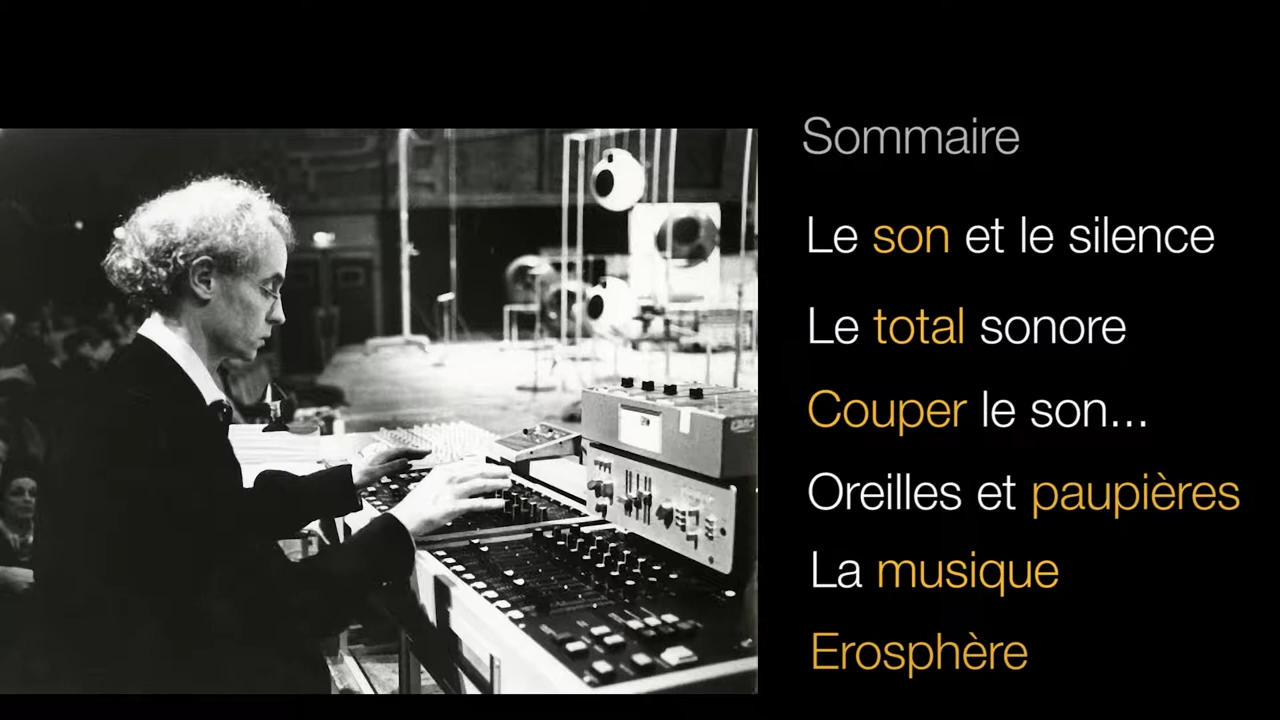 Sommaire
Le son et le silence
Le total sonore
Couper le son...
Oreilles et paupières
La musique
Erosphère